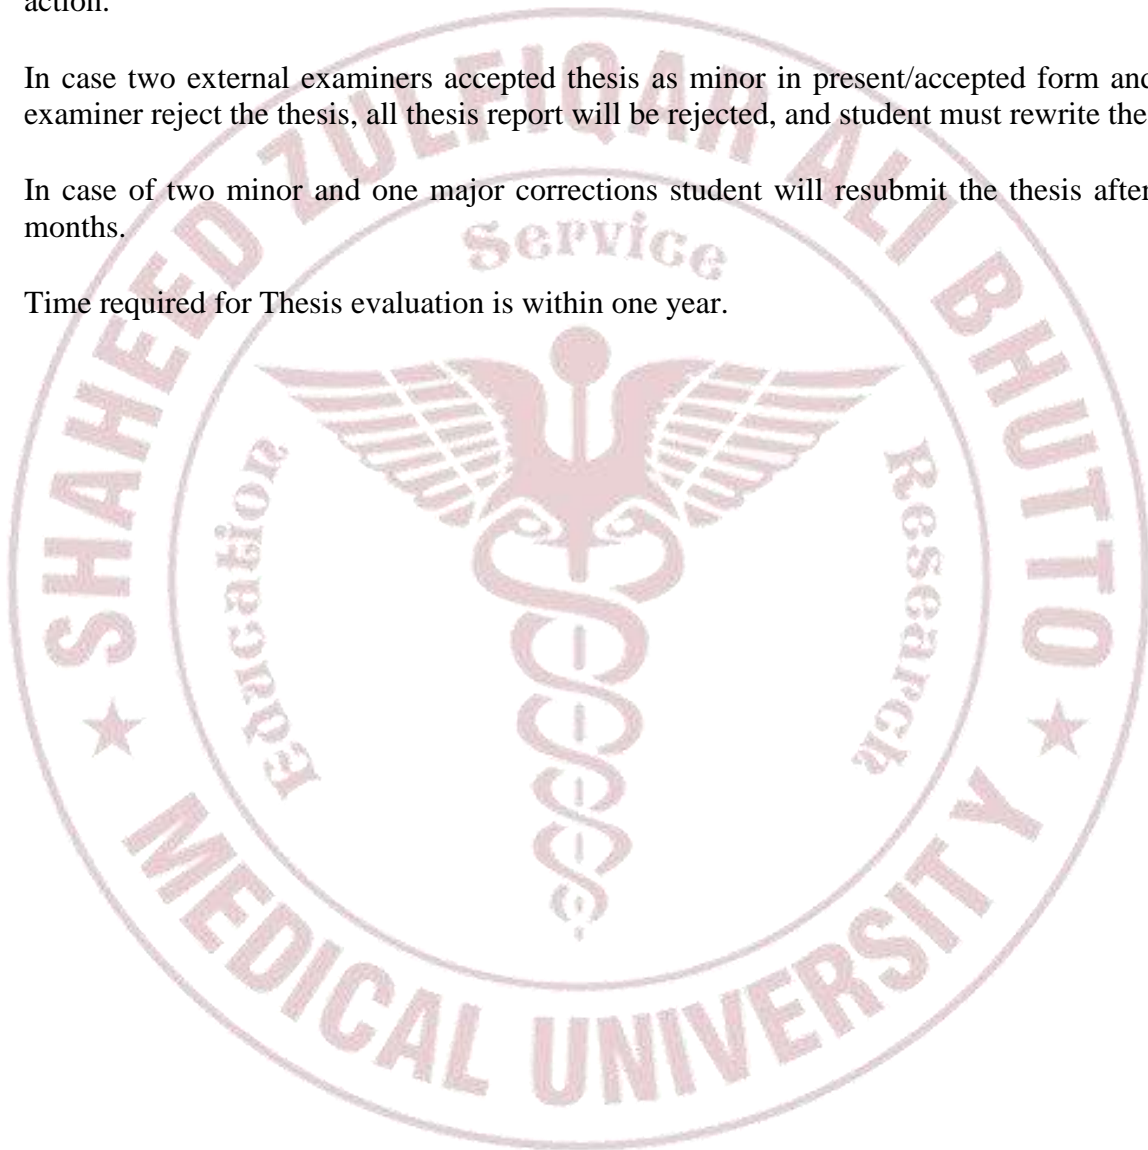 action.
In case two external examiners accepted thesis as minor in present/accepted form and
examiner reject the thesis, all thesis report will be rejected, and student must rewrite the
In case of two minor and one major corrections student will resubmit the thesis after
months.
Time required for Thesis evaluation is within one year.
SHAHEED ZULFIQAR ALI BHUTTO
Service
Education
Research
MEDICAL UNIVERSITY